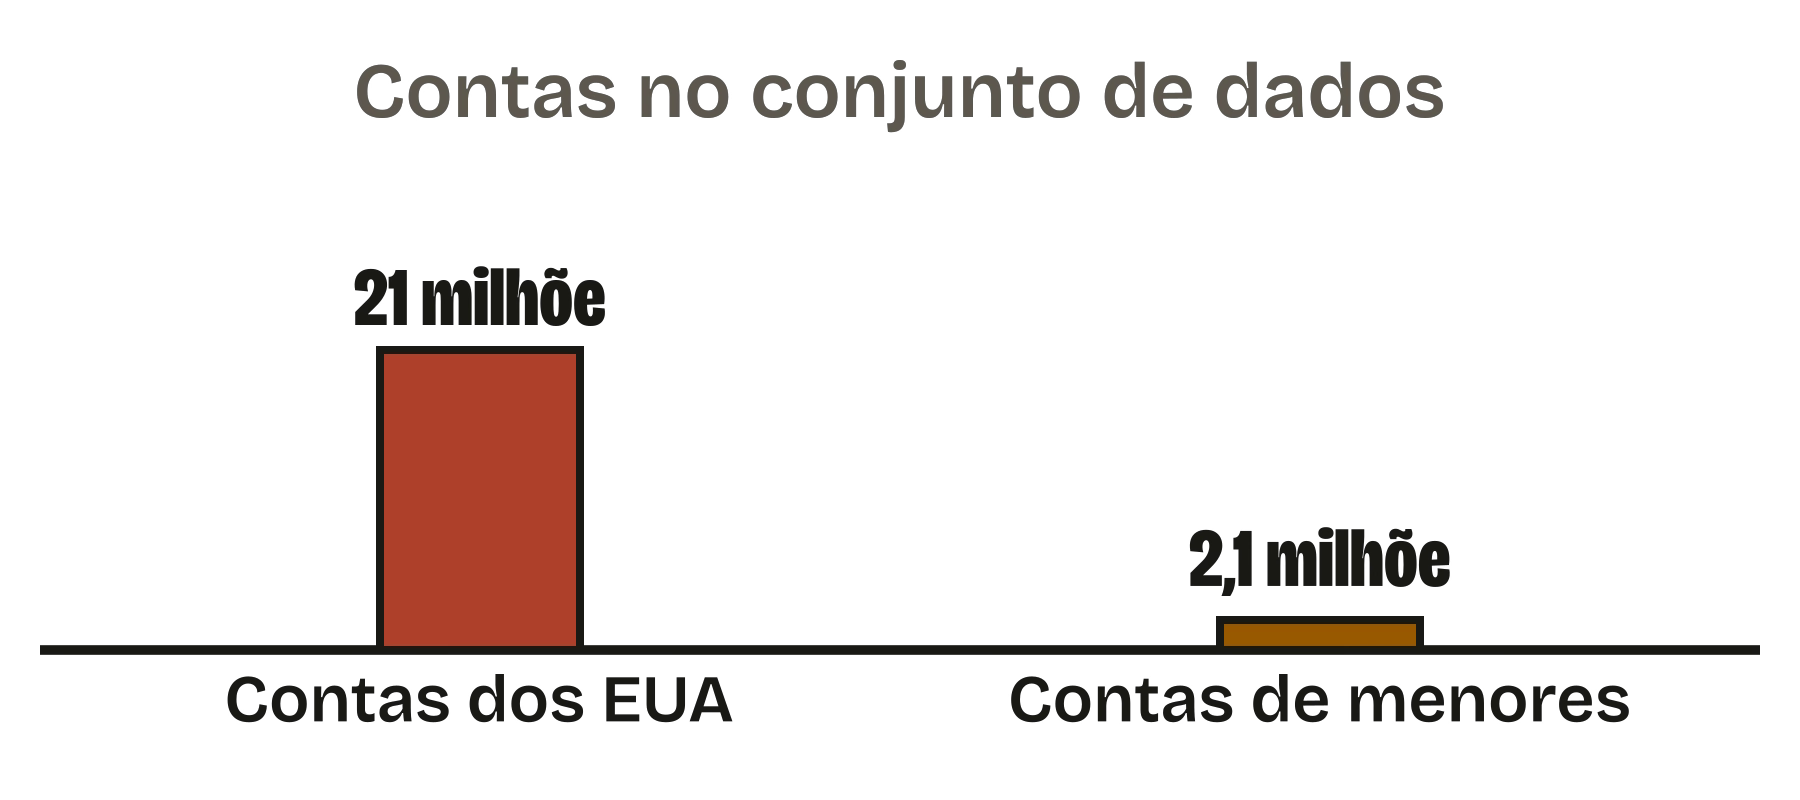 Contas no conjunto de dados
21 milhõe
2,1 milhõe
Contas dos EUA
Contas de menores